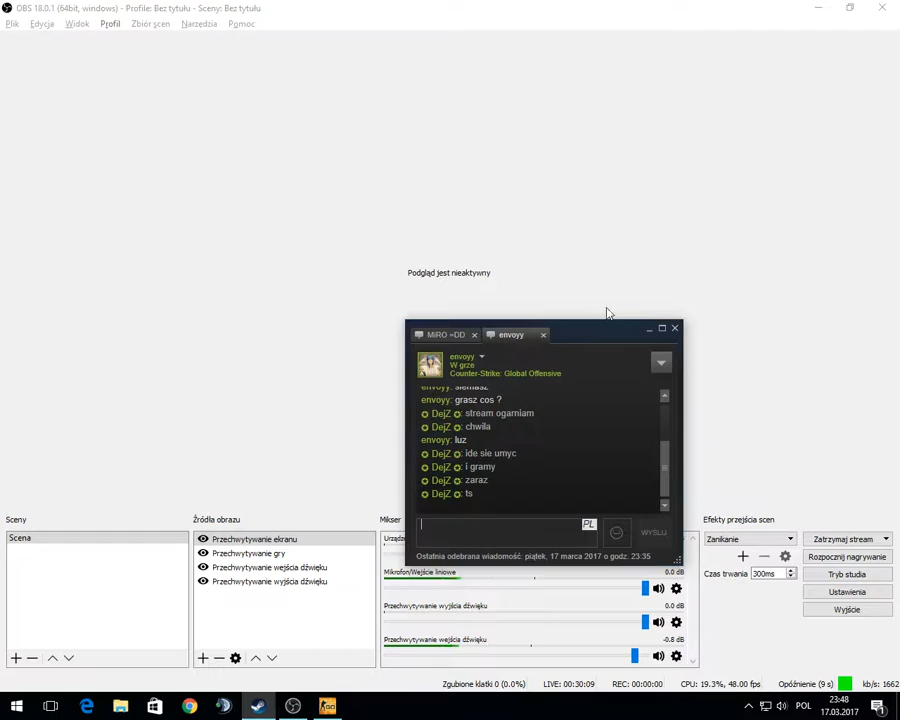 OBS 18.0.1 (64bit, windows) - Profile: Bez tytułu - Sceny: Bez tytułu
Plik Edycja Widok Profil Zbiór scen Narzędzia Pomoc
Podgląd jest nieaktywny
MiRO =DD envoyy
envoyy
W grze
Counter-Strike: Global Offensive
envoyy: siemasz
envoyy: grasz cos ?
DejZ : stream ogarniam
DejZ : chwila
envoyy: luz
DejZ : ide sie umyc
DejZ : i gramy
DejZ : zaraz
DejZ : ts
PL
WYŚLIJ
Ostatnia odebrana wiadomość: piątek, 17 marca 2017 o godz. 23:35
Sceny
Scena
Źródła obrazu
Przechwytywanie ekranu
Przechwytywanie gry
Przechwytywanie wejścia dźwięku
Przechwytywanie wyjścia dźwięku
Mikser
Mikrofon/Wejście liniowe 0.0 dB
Przechwytywanie wyjścia dźwięku 0.0 dB
Przechwytywanie wejścia dźwięku -0.8 dB
Efekty przejścia scen
Zanikanie
Czas trwania 300ms
Zatrzymaj stream
Rozpocznij nagrywanie
Tryb studia
Ustawienia
Wyjście
Zgubione klatki 0 (0.0%) LIVE: 00:30:09 REC: 00:00:00 CPU: 19.3%, 48.00 fps Opóźnienie (9 s) kb/s: 1662
POL
23:48
17.03.2017